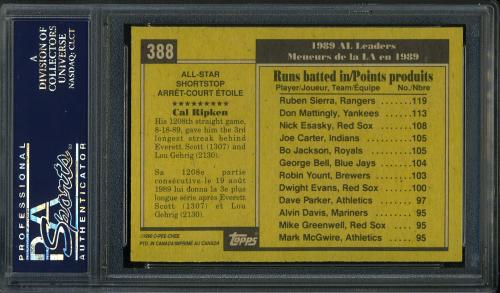 A
DIVISION OF
COLLECTORS
UNIVERSE
NASDAQ: CLCT
PROFESSIONAL
PSA
Sports
AUTHENTICATOR
388
ALL-STAR
SHORTSTOP
ARRÊT-COURT ÉTOILE
★★★★★★★★★
Cal Ripken
His 1208th straight game,
8-18-89, gave him the 3rd
longest streak behind
Everett Scott (1307) and
Lou Gehrig (2130).
Sa 1208e partie
consécutive le 19 août
1989 lui donna la 3e plus
longue série après Everett
Scott (1307) et Lou
Gehrig (2130).
©1990 O-PEE-CHEE
PTD. IN CANADA/IMPRIMÉ AU CANADA
Topps
1989 AL Leaders
Meneurs de la LA en 1989
Runs batted in/Points produits
Player/Joueur, Team/Équipe No./Nbre
Ruben Sierra, Rangers ........ 119
Don Mattingly, Yankees ...... 113
Nick Esasky, Red Sox ......... 108
Joe Carter, Indians ............ 105
Bo Jackson, Royals ............ 105
George Bell, Blue Jays ....... 104
Robin Yount, Brewers ......... 103
Dwight Evans, Red Sox ....... 100
Dave Parker, Athletics ......... 97
Alvin Davis, Mariners .......... 95
Mike Greenwell, Red Sox ...... 95
Mark McGwire, Athletics ...... 95